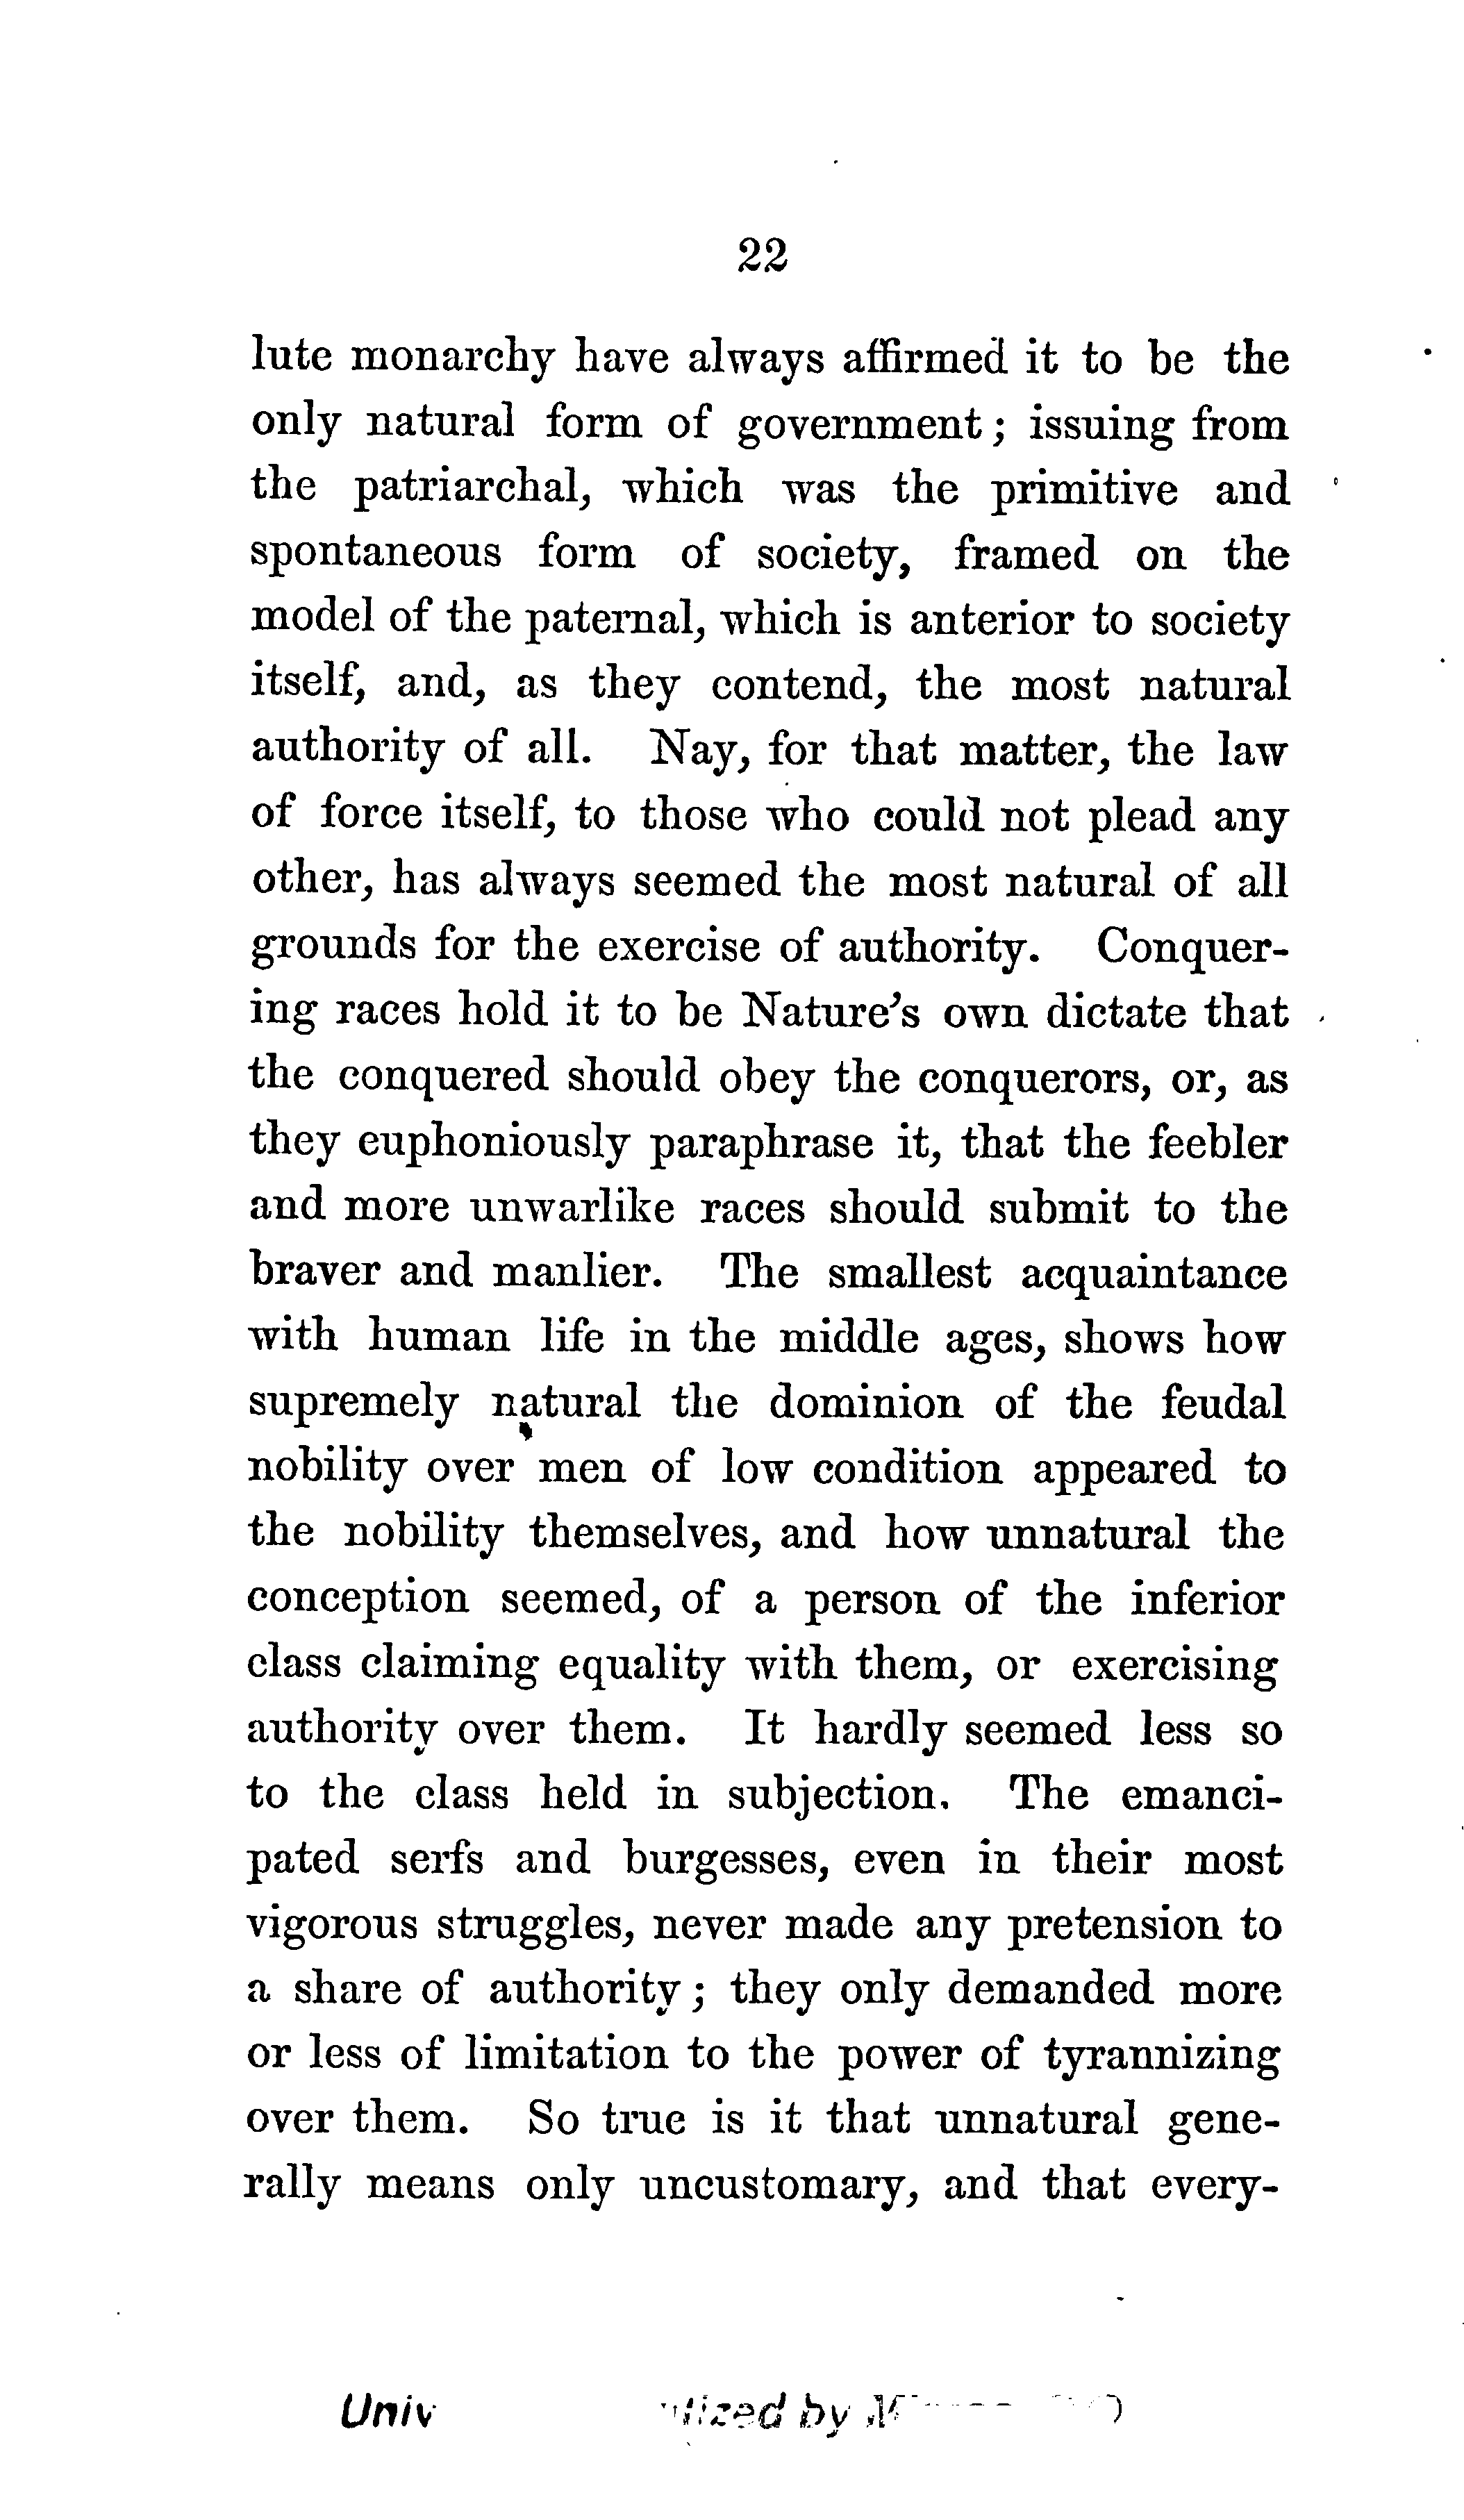 22
lute monarchy have always affirmed it to be the
only natural form of government; issuing from
the patriarchal, which was the primitive and
spontaneous form of society, framed on the
model of the paternal, which is anterior to society
itself, and, as they contend, the most natural
authority of all. Nay, for that matter, the law
of force itself, to those who could not plead any
other, has always seemed the most natural of all
grounds for the exercise of authority. Conquer-
ing races hold it to be Nature's own dictate that
the conquered should obey the conquerors, or, as
they euphoniously paraphrase it, that the feebler
and more unwarlike races should submit to the
braver and manlier. The smallest acquaintance
with human life in the middle ages, shows how
supremely natural the dominion of the feudal
nobility over men of low condition appeared to
the nobility themselves, and how unnatural the
conception seemed, of a person of the inferior
class claiming equality with them, or exercising
authority over them. It hardly seemed less so
to the class held in subjection. The emanci-
pated serfs and burgesses, even in their most
vigorous struggles, never made any pretension to
a share of authority; they only demanded more
or less of limitation to the power of tyrannizing
over them. So true is it that unnatural gene-
rally means only uncustomary, and that every-
Univ by